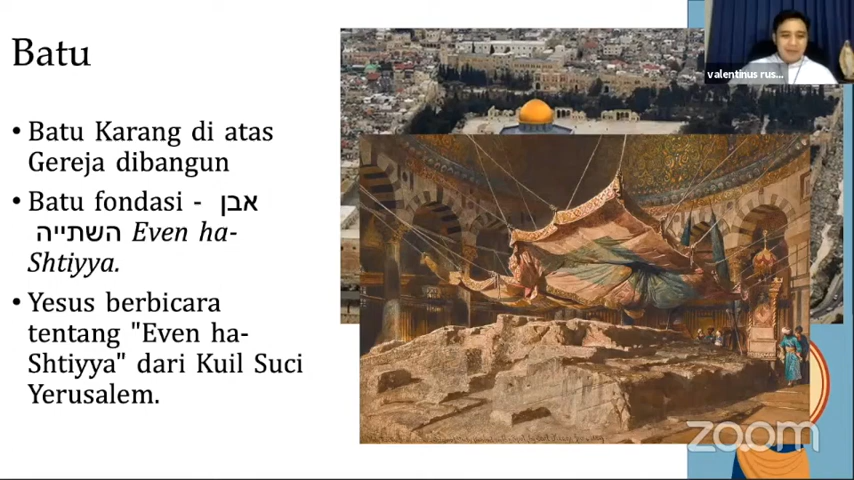 Batu
• Batu Karang di atas
Gereja dibangun
• Batu fondasi - אבן
השתייה Even ha-
Shtiyya.
• Yesus berbicara
tentang "Even ha-
Shtiyya" dari Kuil Suci
Yerusalem.
valentinus rus...
zoom